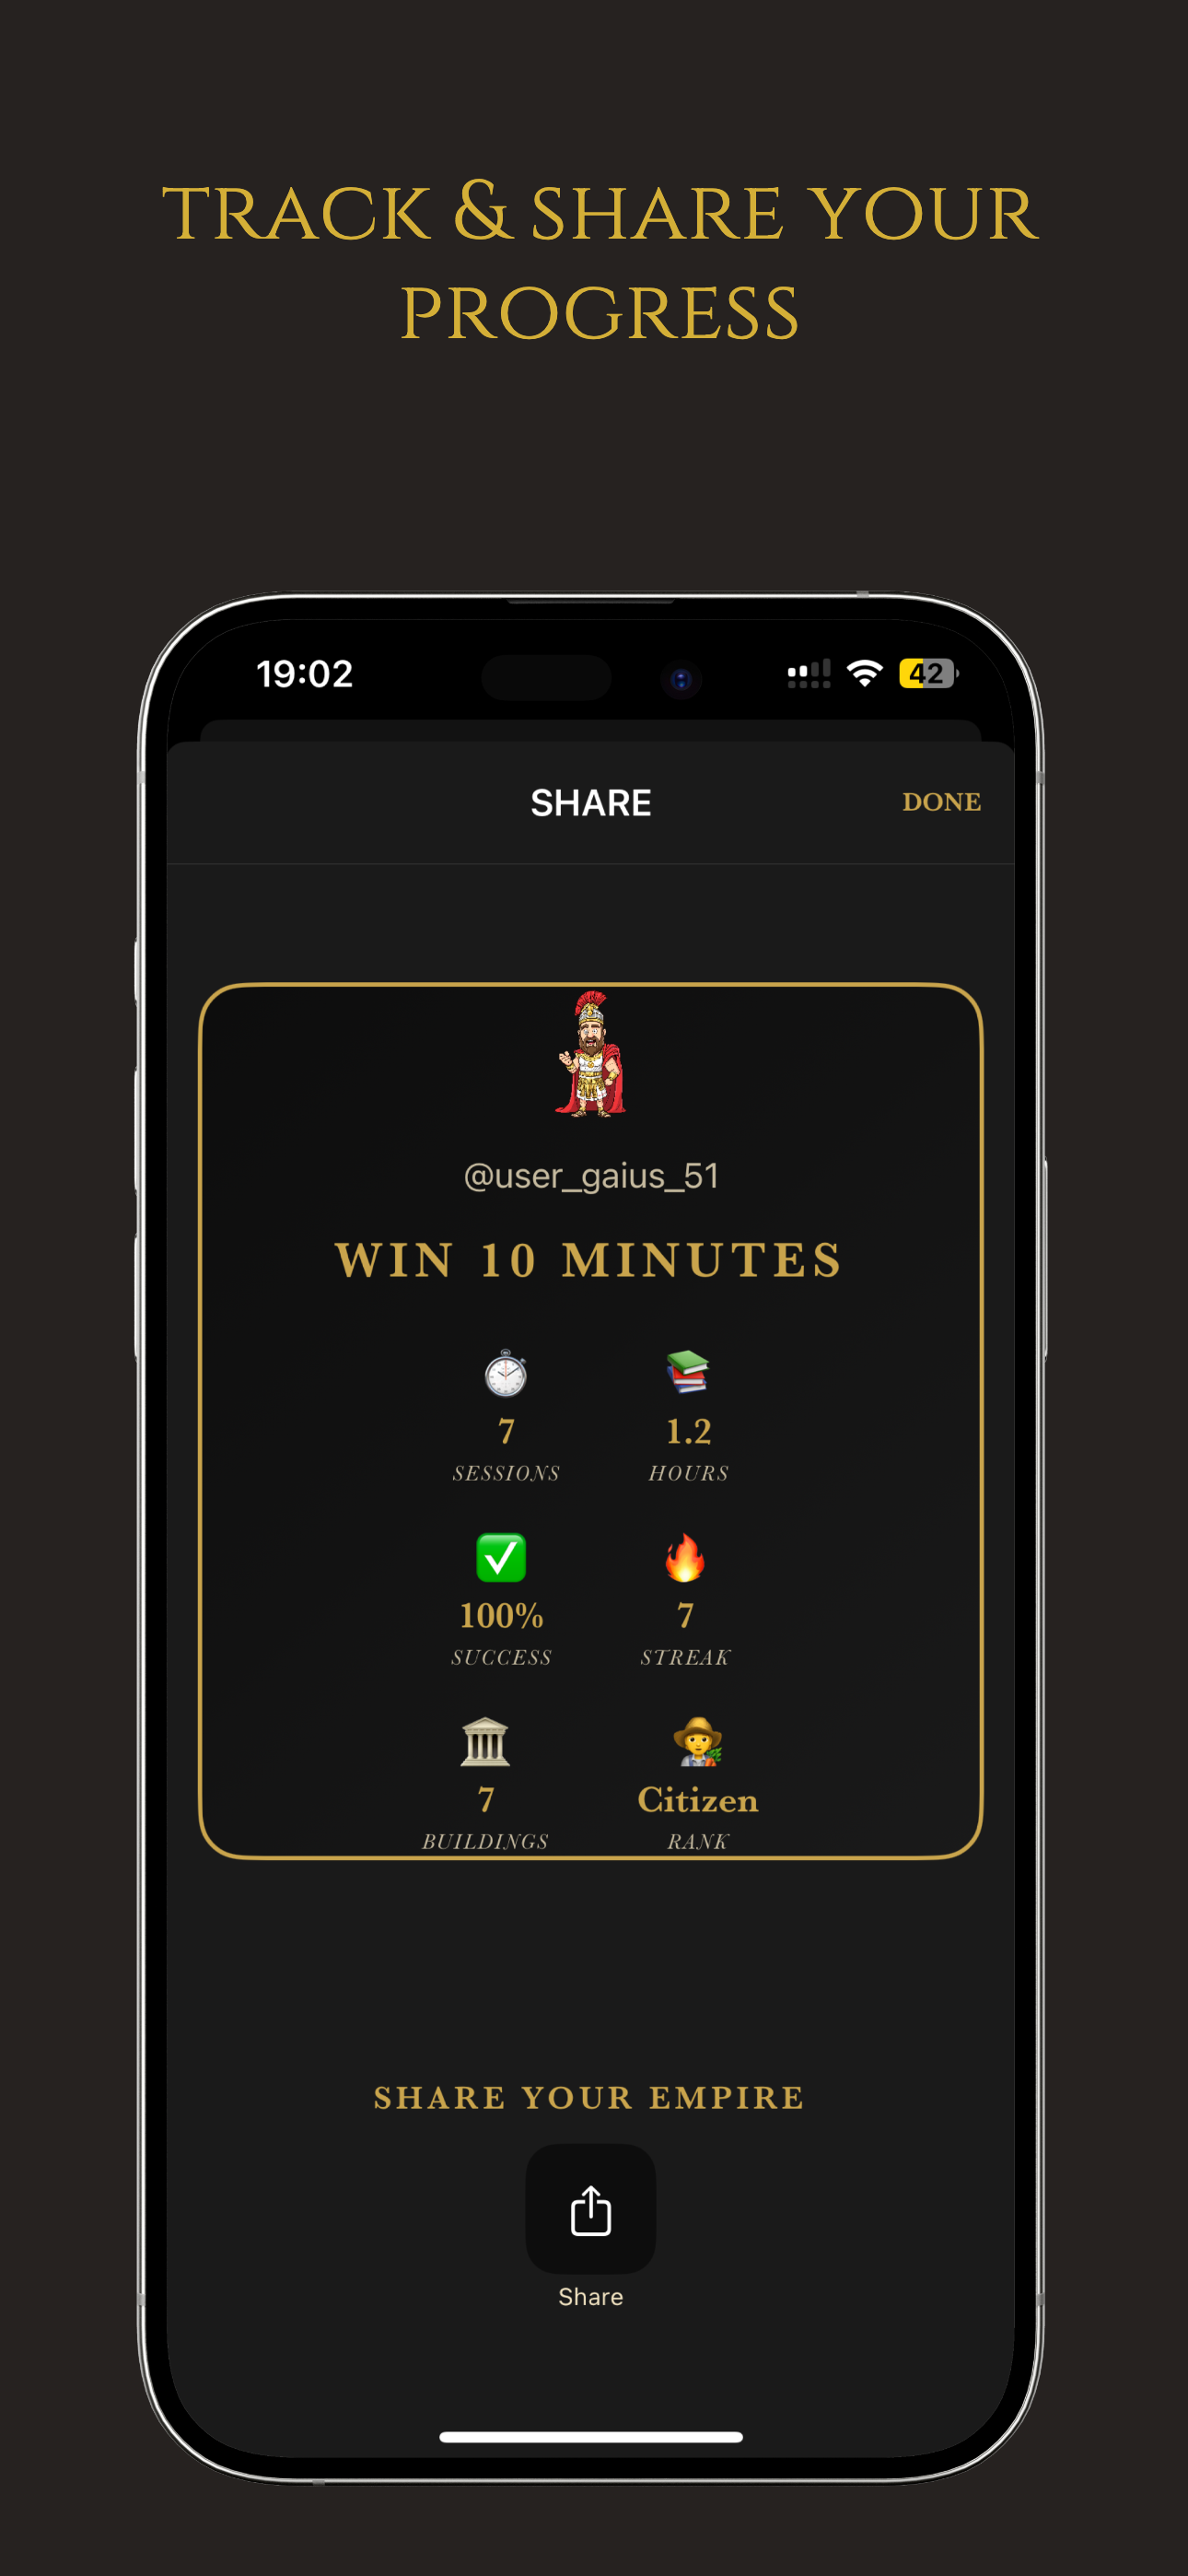 TRACK & SHARE YOUR
PROGRESS
19:02
42
SHARE
DONE
@user_gaius_51
WIN 10 MINUTES
7
1.2
SESSIONS
HOURS
100%
7
SUCCESS
STREAK
7
Citizen
BUILDINGS
RANK
SHARE YOUR EMPIRE
Share